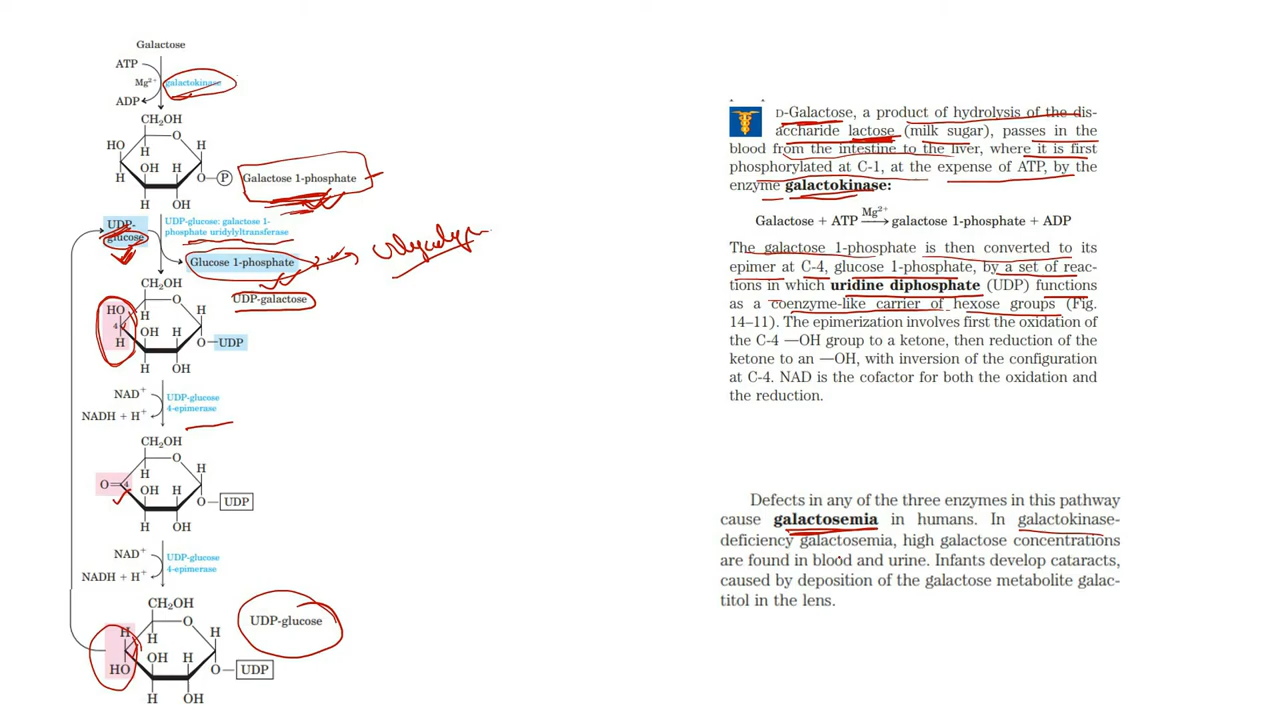 Galactose
ATP
Mg2+ galactokinase
ADP
CH2OH
O
HO H
H
OH H
H O—P Galactose 1-phosphate
H OH
UDP-
glucose
UDP-glucose: galactose 1-
phosphate uridylyltransferase
Glucose 1-phosphate
Glycolysis
CH2OH
UDP-galactose
O
HO H
4 H
OH H
H O—UDP
H OH
NAD+ UDP-glucose
4-epimerase
NADH + H+
CH2OH
O
H
H
O=4 OH H
O—UDP
H OH
NAD+ UDP-glucose
4-epimerase
NADH + H+
CH2OH
O UDP-glucose
H H
H
OH H
HO O—UDP
H OH
D-Galactose, a product of hydrolysis of the dis-
accharide lactose (milk sugar), passes in the
blood from the intestine to the liver, where it is first
phosphorylated at C-1, at the expense of ATP, by the
enzyme galactokinase:
Galactose + ATP Mg2+→ galactose 1-phosphate + ADP
The galactose 1-phosphate is then converted to its
epimer at C-4, glucose 1-phosphate, by a set of reac-
tions in which uridine diphosphate (UDP) functions
as a coenzyme-like carrier of hexose groups (Fig.
14–11). The epimerization involves first the oxidation of
the C-4 —OH group to a ketone, then reduction of the
ketone to an —OH, with inversion of the configuration
at C-4. NAD is the cofactor for both the oxidation and
the reduction.
Defects in any of the three enzymes in this pathway
cause galactosemia in humans. In galactokinase-
deficiency galactosemia, high galactose concentrations
are found in blood and urine. Infants develop cataracts,
caused by deposition of the galactose metabolite galac-
titol in the lens.